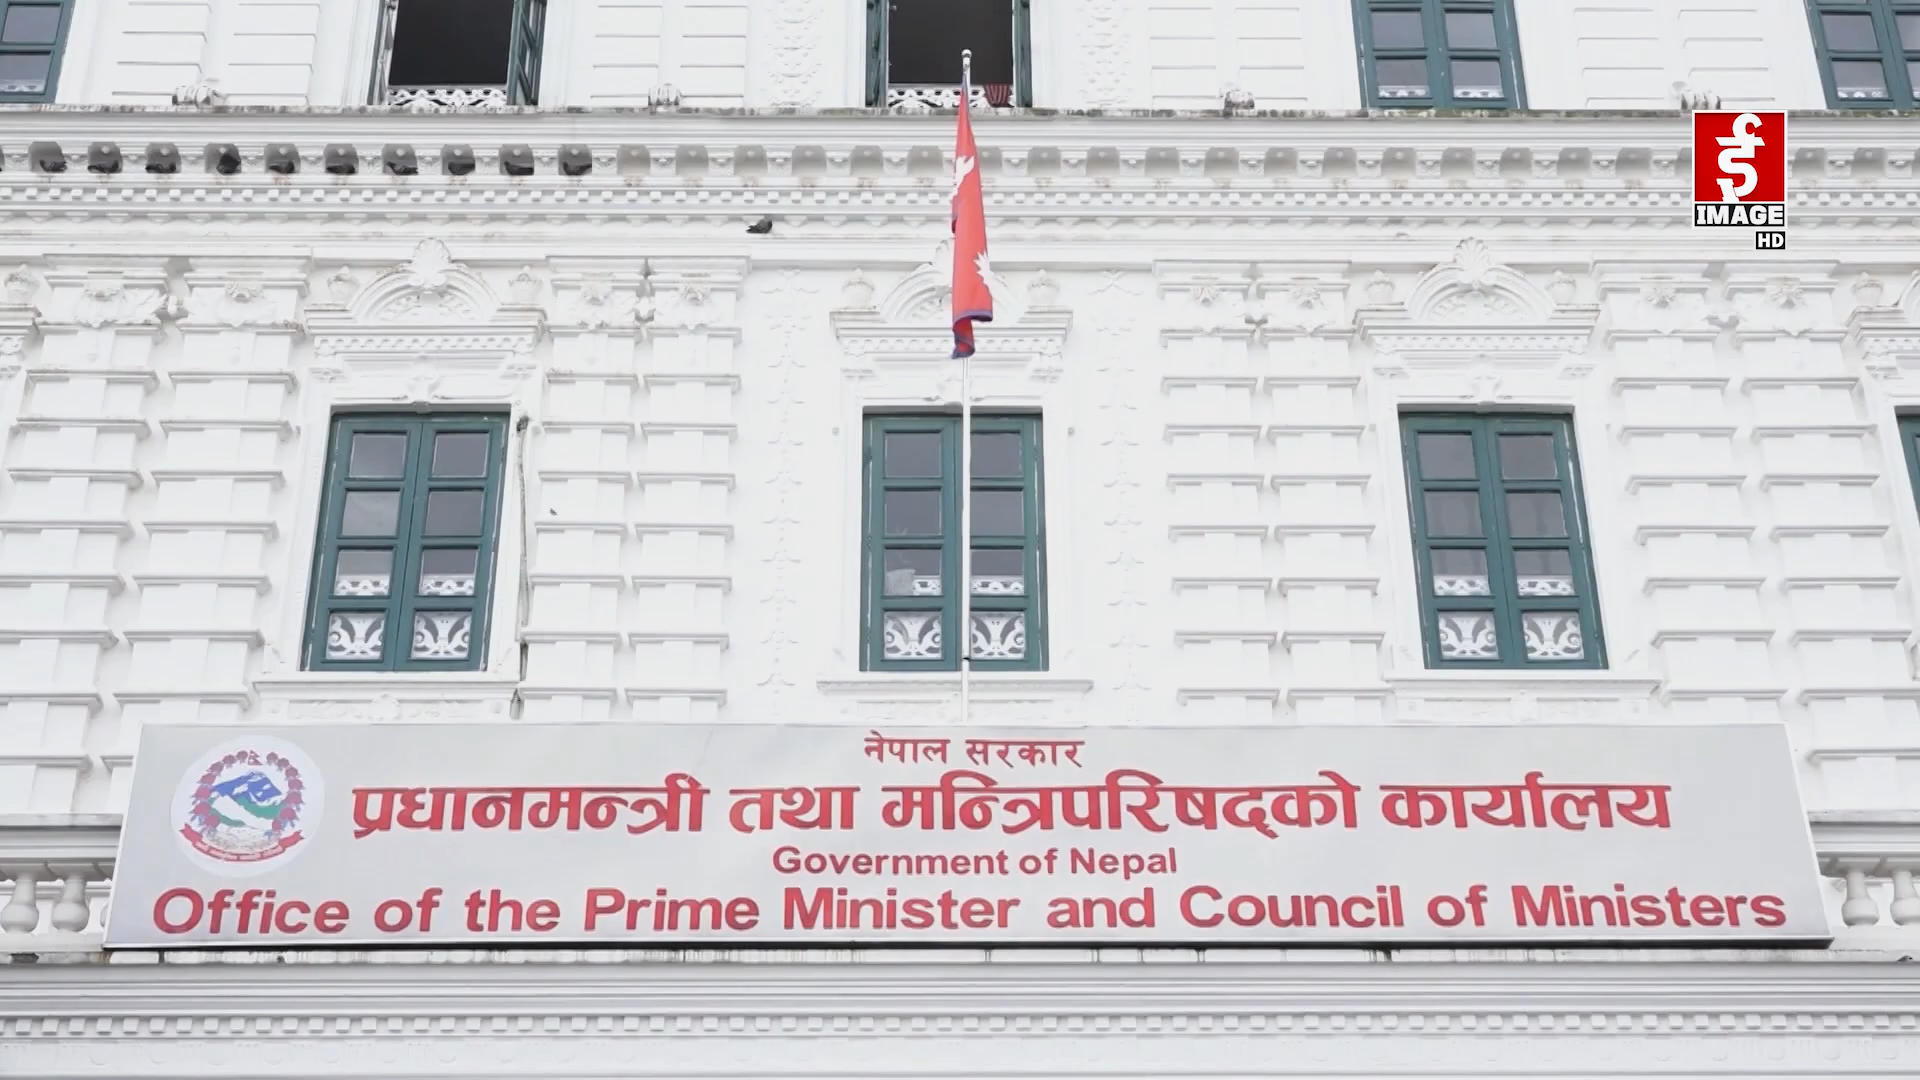 IMAGE
HD
नेपाल सरकार
प्रधानमन्त्री तथा मन्त्रिपरिषद्को कार्यालय
Government of Nepal
Office of the Prime Minister and Council of Ministers